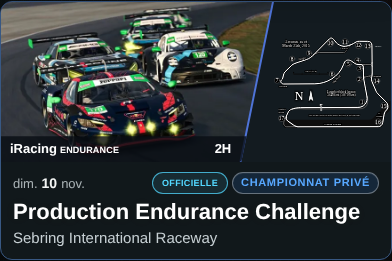 iRacing ENDURANCE
2H
N
dim. 10 nov.
OFFICIELLE
CHAMPIONNAT PRIVÉ
Production Endurance Challenge
Sebring International Raceway